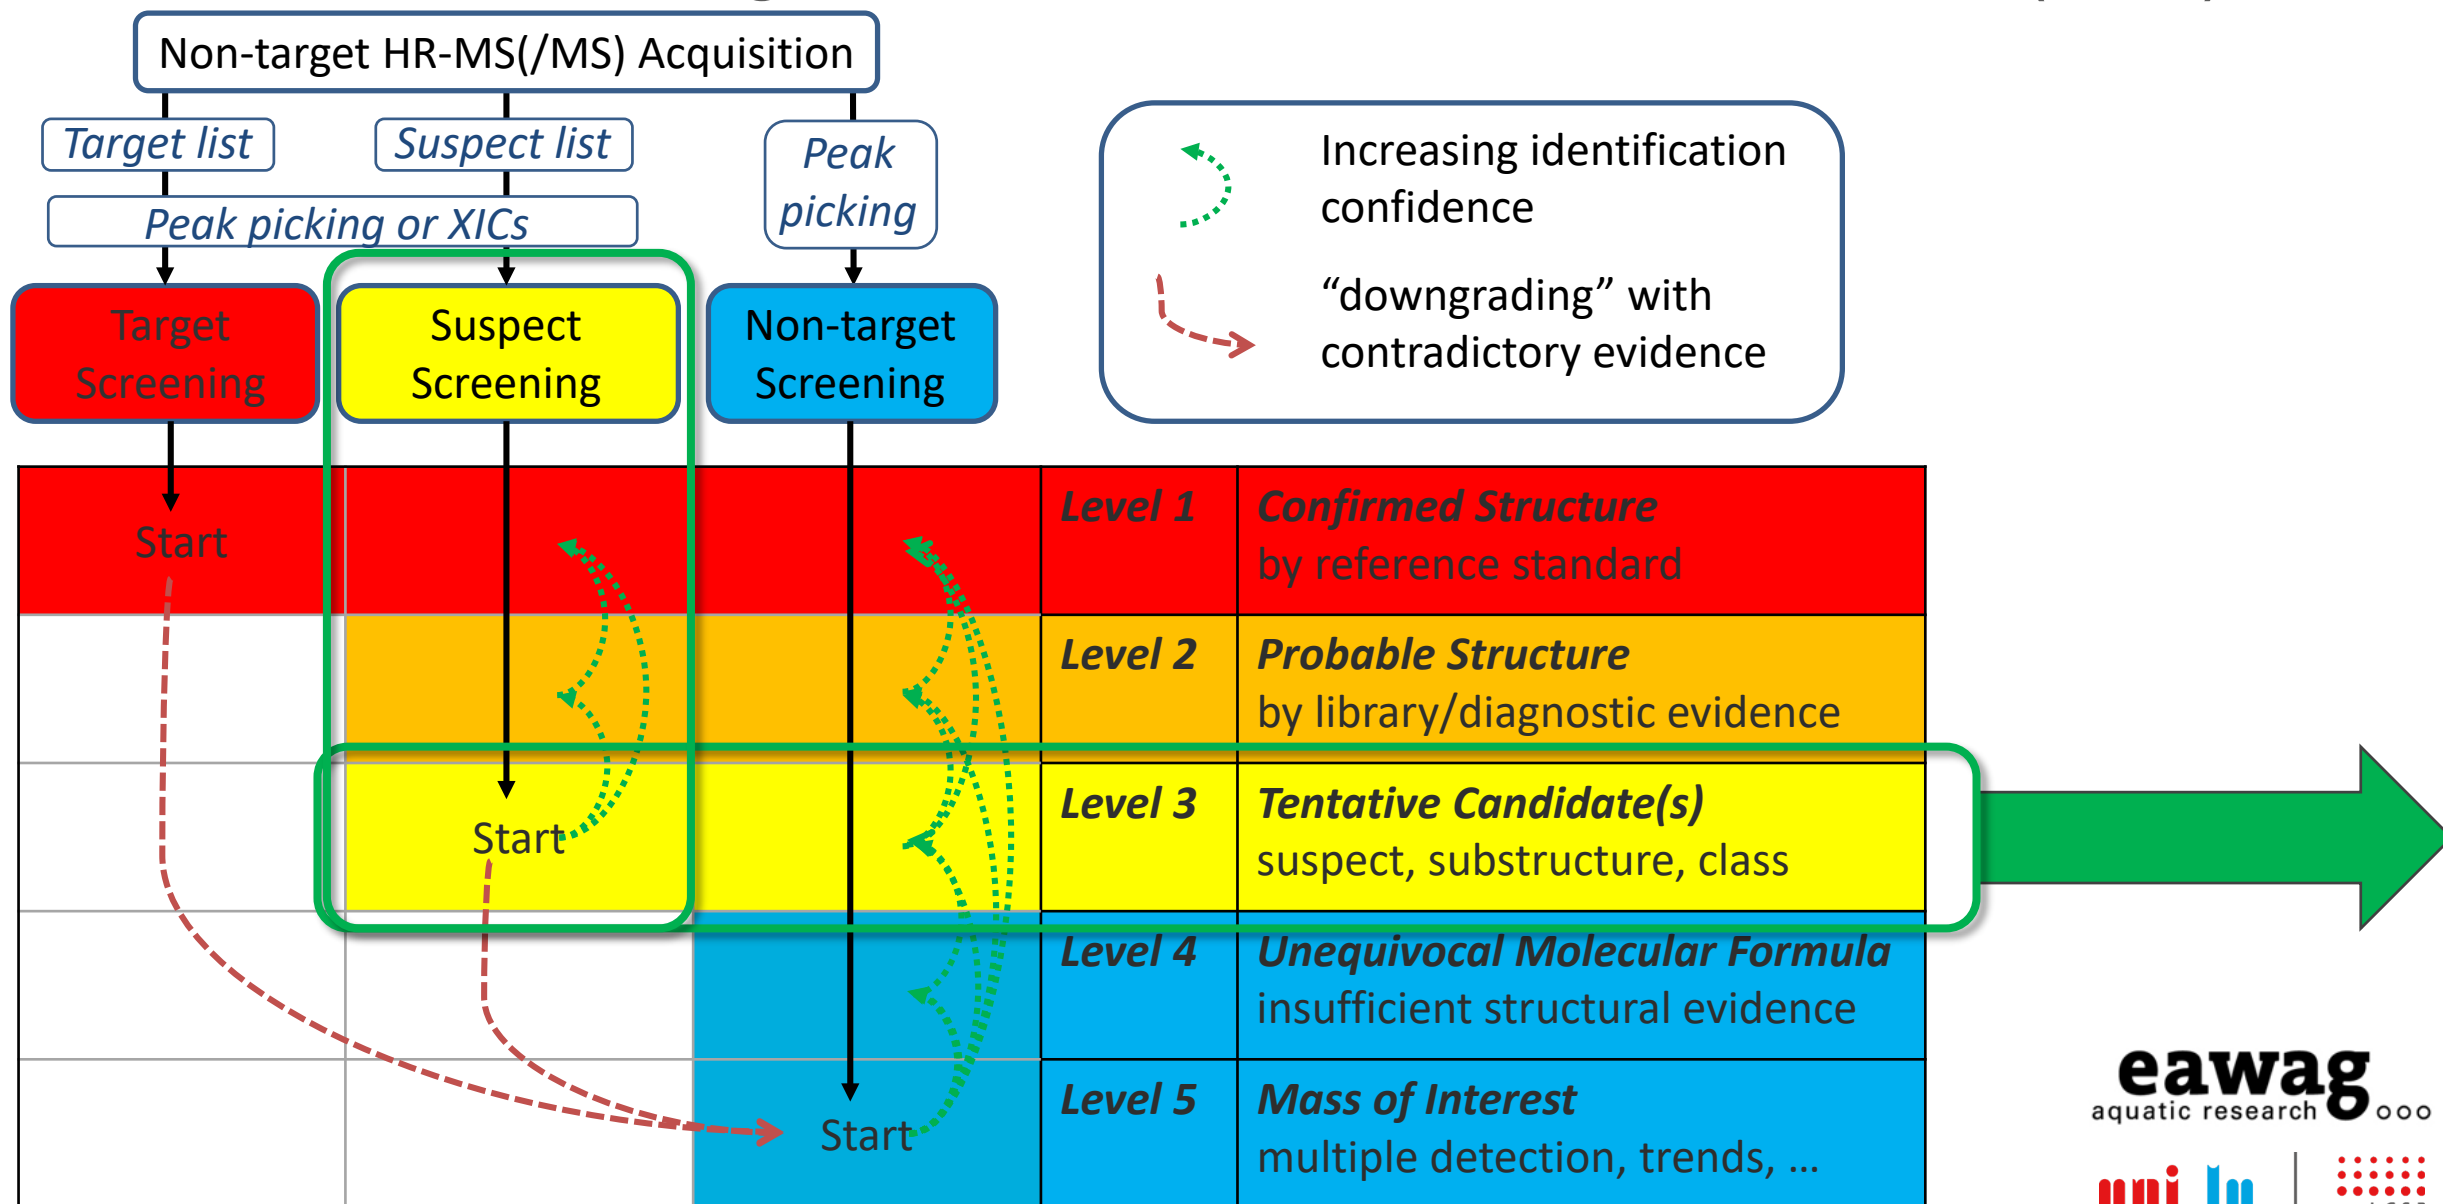 Non-target HR-MS(/MS) Acquisition
Target list
Suspect list
Peak
picking
Peak picking or XICs
Target
Screening
Suspect
Screening
Non-target
Screening
Increasing identification
confidence
“downgrading” with
contradictory evidence
Start
Level 1
Confirmed Structure
by reference standard
Level 2
Probable Structure
by library/diagnostic evidence
Start
Level 3
Tentative Candidate(s)
suspect, substructure, class
Level 4
Unequivocal Molecular Formula
insufficient structural evidence
Start
Level 5
Mass of Interest
multiple detection, trends, …
eawag
aquatic research